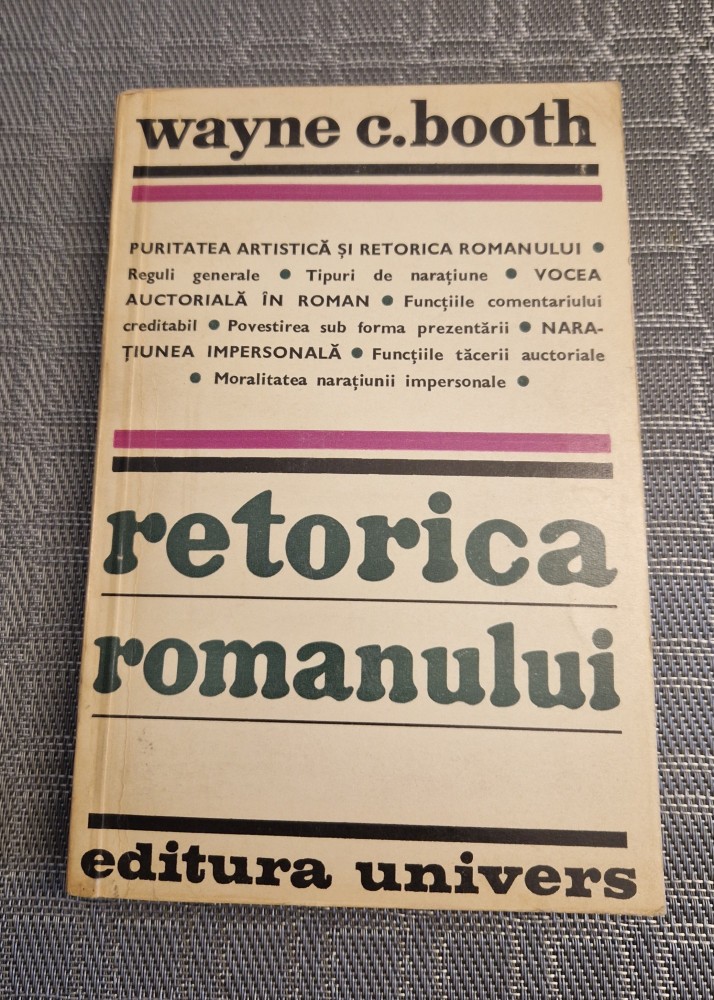 wayne c.booth
PURITATEA ARTISTICĂ ȘI RETORICA ROMANULUI ●
Reguli generale ● Tipuri de narațiune ● VOCEA
AUCTORIALĂ ÎN ROMAN ● Funcțiile comentariului
creditabil ● Povestirea sub forma prezentării ● NARA-
ȚIUNEA IMPERSONALĂ ● Funcțiile tăcerii auctoriale
● Moralitatea narațiunii impersonale ●
retorica
romanului
editura univers